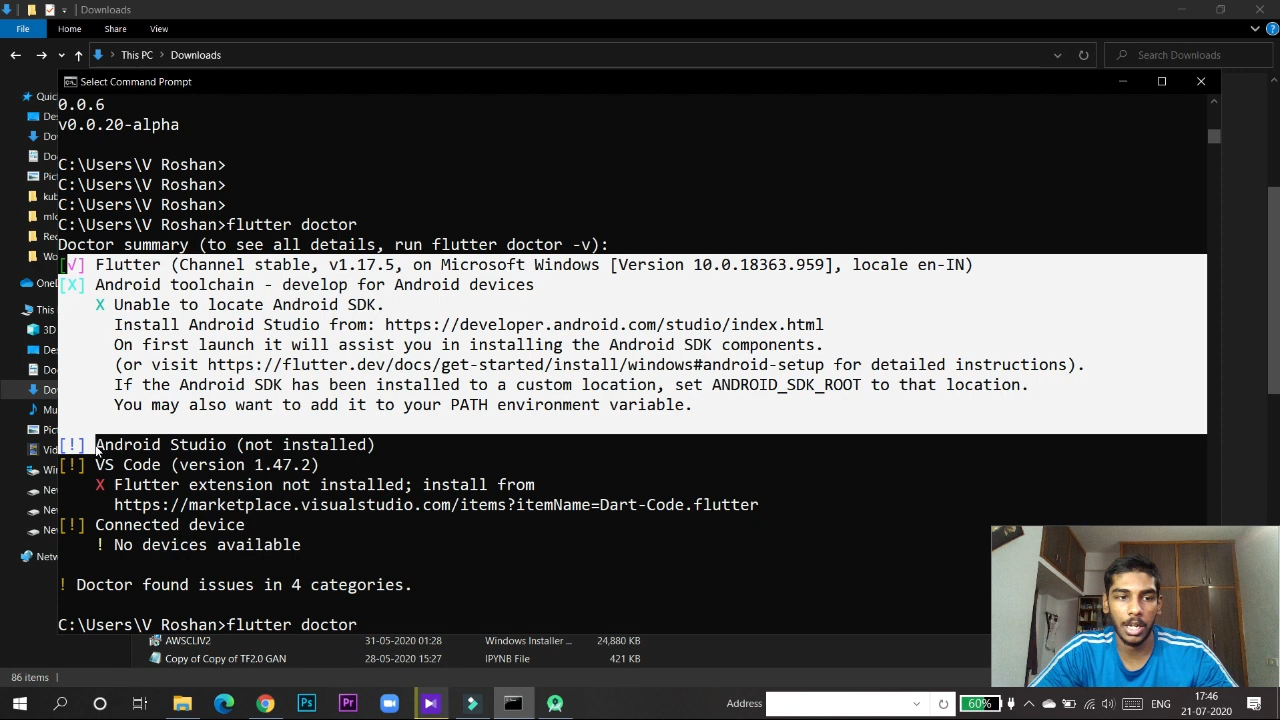 Downloads
File
Home
Share
View
This PC
Downloads
Search Downloads
Select Command Prompt
0.0.6
v0.0.20-alpha
C:\Users\V Roshan>
C:\Users\V Roshan>
C:\Users\V Roshan>
C:\Users\V Roshan>flutter doctor
Doctor summary (to see all details, run flutter doctor -v):
[√] Flutter (Channel stable, v1.17.5, on Microsoft Windows [Version 10.0.18363.959], locale en-IN)
[X] Android toolchain - develop for Android devices
X Unable to locate Android SDK.
Install Android Studio from: https://developer.android.com/studio/index.html
On first launch it will assist you in installing the Android SDK components.
(or visit https://flutter.dev/docs/get-started/install/windows#android-setup for detailed instructions).
If the Android SDK has been installed to a custom location, set ANDROID_SDK_ROOT to that location.
You may also want to add it to your PATH environment variable.
[!] Android Studio (not installed)
[!] VS Code (version 1.47.2)
X Flutter extension not installed; install from
https://marketplace.visualstudio.com/items?itemName=Dart-Code.flutter
[!] Connected device
! No devices available
! Doctor found issues in 4 categories.
C:\Users\V Roshan>flutter doctor
AWSCLIV2 31-05-2020 01:28 Windows Installer ... 24,880 KB
Copy of Copy of TF2.0 GAN 28-05-2020 15:27 IPYNB File 421 KB
86 items
Address
60%
ENG
17:46
21-07-2020